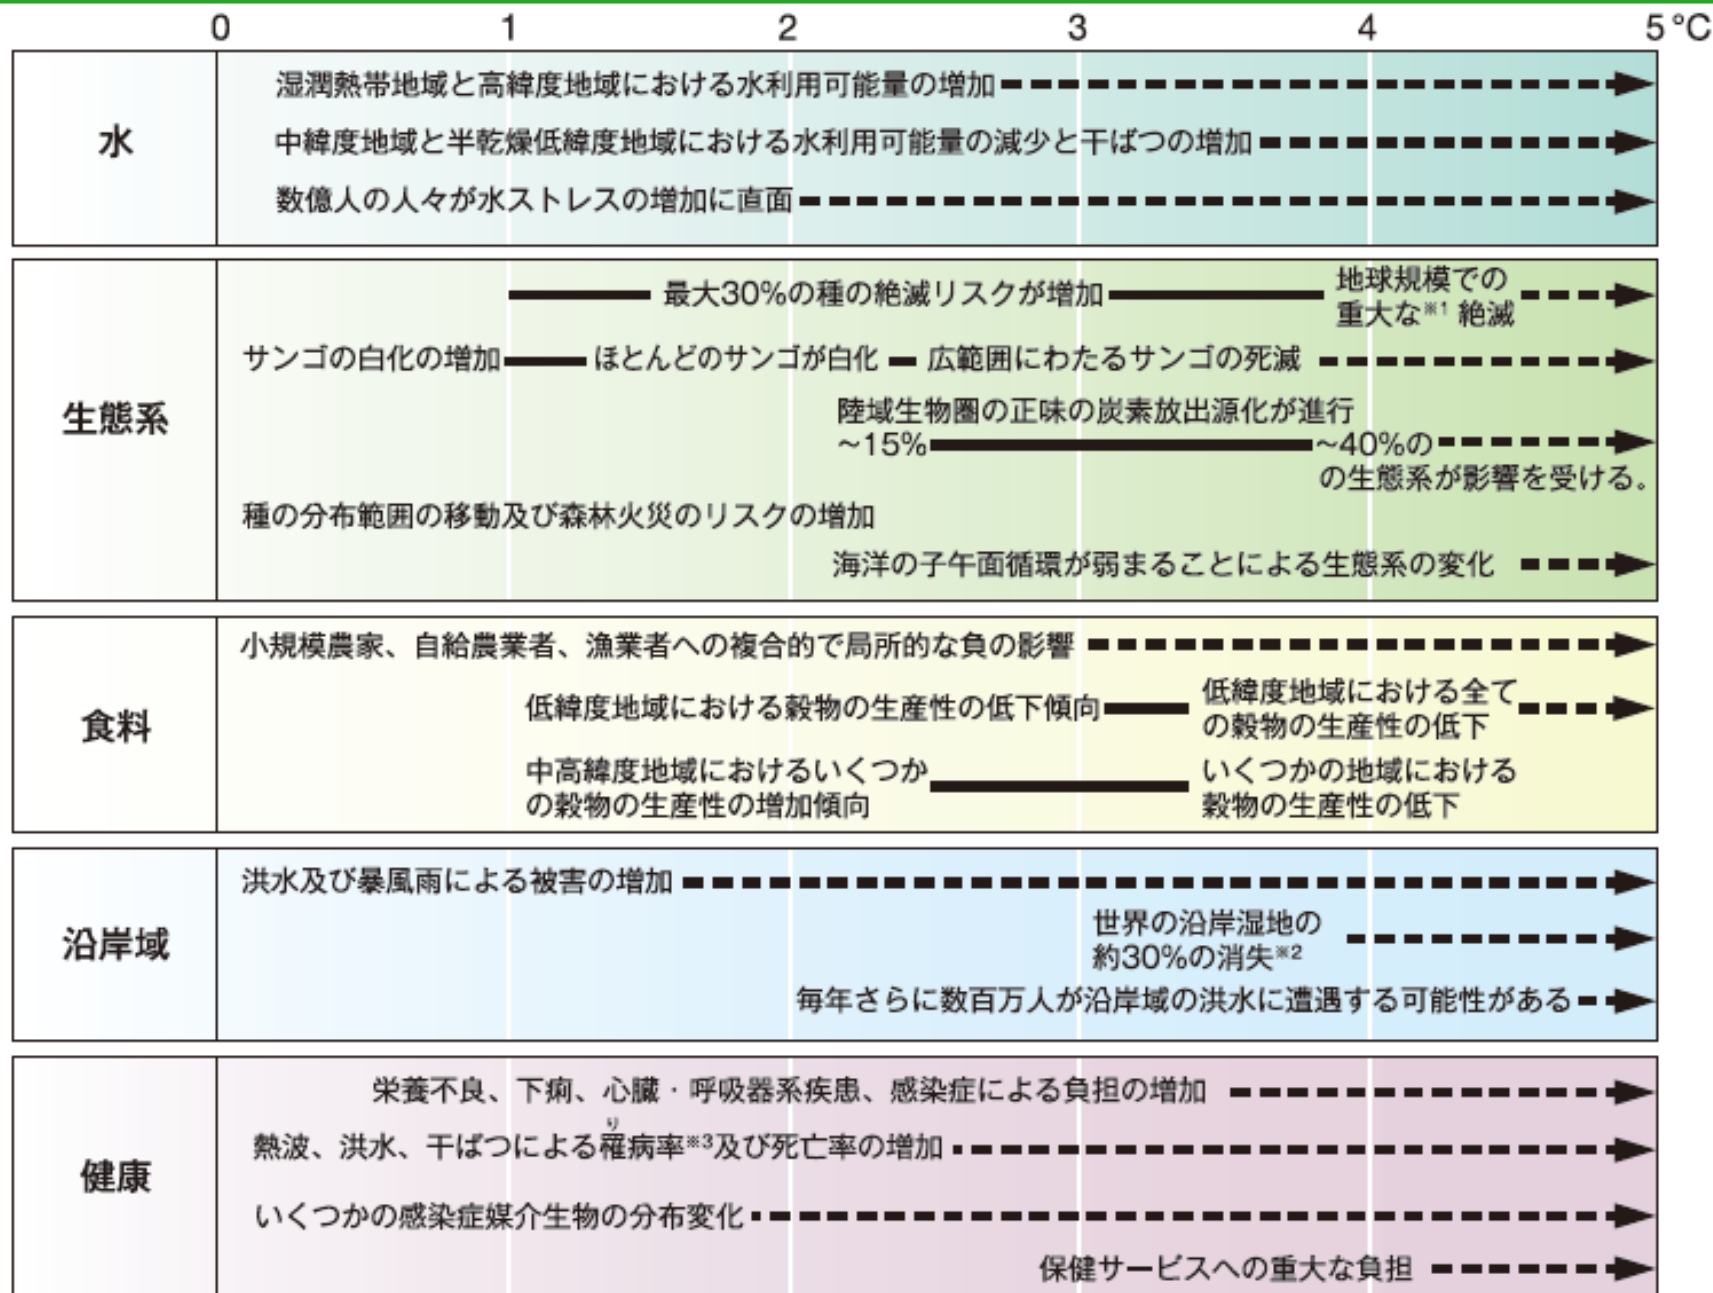 0 1 2 3 4 5 °C
水
湿潤熱帯地域と高緯度地域における水利用可能量の増加
中緯度地域と半乾燥低緯度地域における水利用可能量の減少と干ばつの増加
数億人の人々が水ストレスの増加に直面
生態系
最大30%の種の絶滅リスクが増加
地球規模での
重大な※1 絶滅
サンゴの白化の増加 ほとんどのサンゴが白化 広範囲にわたるサンゴの死滅
陸域生物圏の正味の炭素放出源化が進行
~15% ~40%の
の生態系が影響を受ける。
種の分布範囲の移動及び森林火災のリスクの増加
海洋の子午面循環が弱まることによる生態系の変化
食料
小規模農家、自給農業者、漁業者への複合的で局所的な負の影響
低緯度地域における穀物の生産性の低下傾向
低緯度地域における全て
の穀物の生産性の低下
中高緯度地域におけるいくつか
の穀物の生産性の増加傾向
いくつかの地域における
穀物の生産性の低下
沿岸域
洪水及び暴風雨による被害の増加
世界の沿岸湿地の
約30%の消失※2
毎年さらに数百万人が沿岸域の洪水に遭遇する可能性がある
健康
栄養不良、下痢、心臓・呼吸器系疾患、感染症による負担の増加
り
熱波、洪水、干ばつによる罹病率※3及び死亡率の増加
いくつかの感染症媒介生物の分布変化
保健サービスへの重大な負担